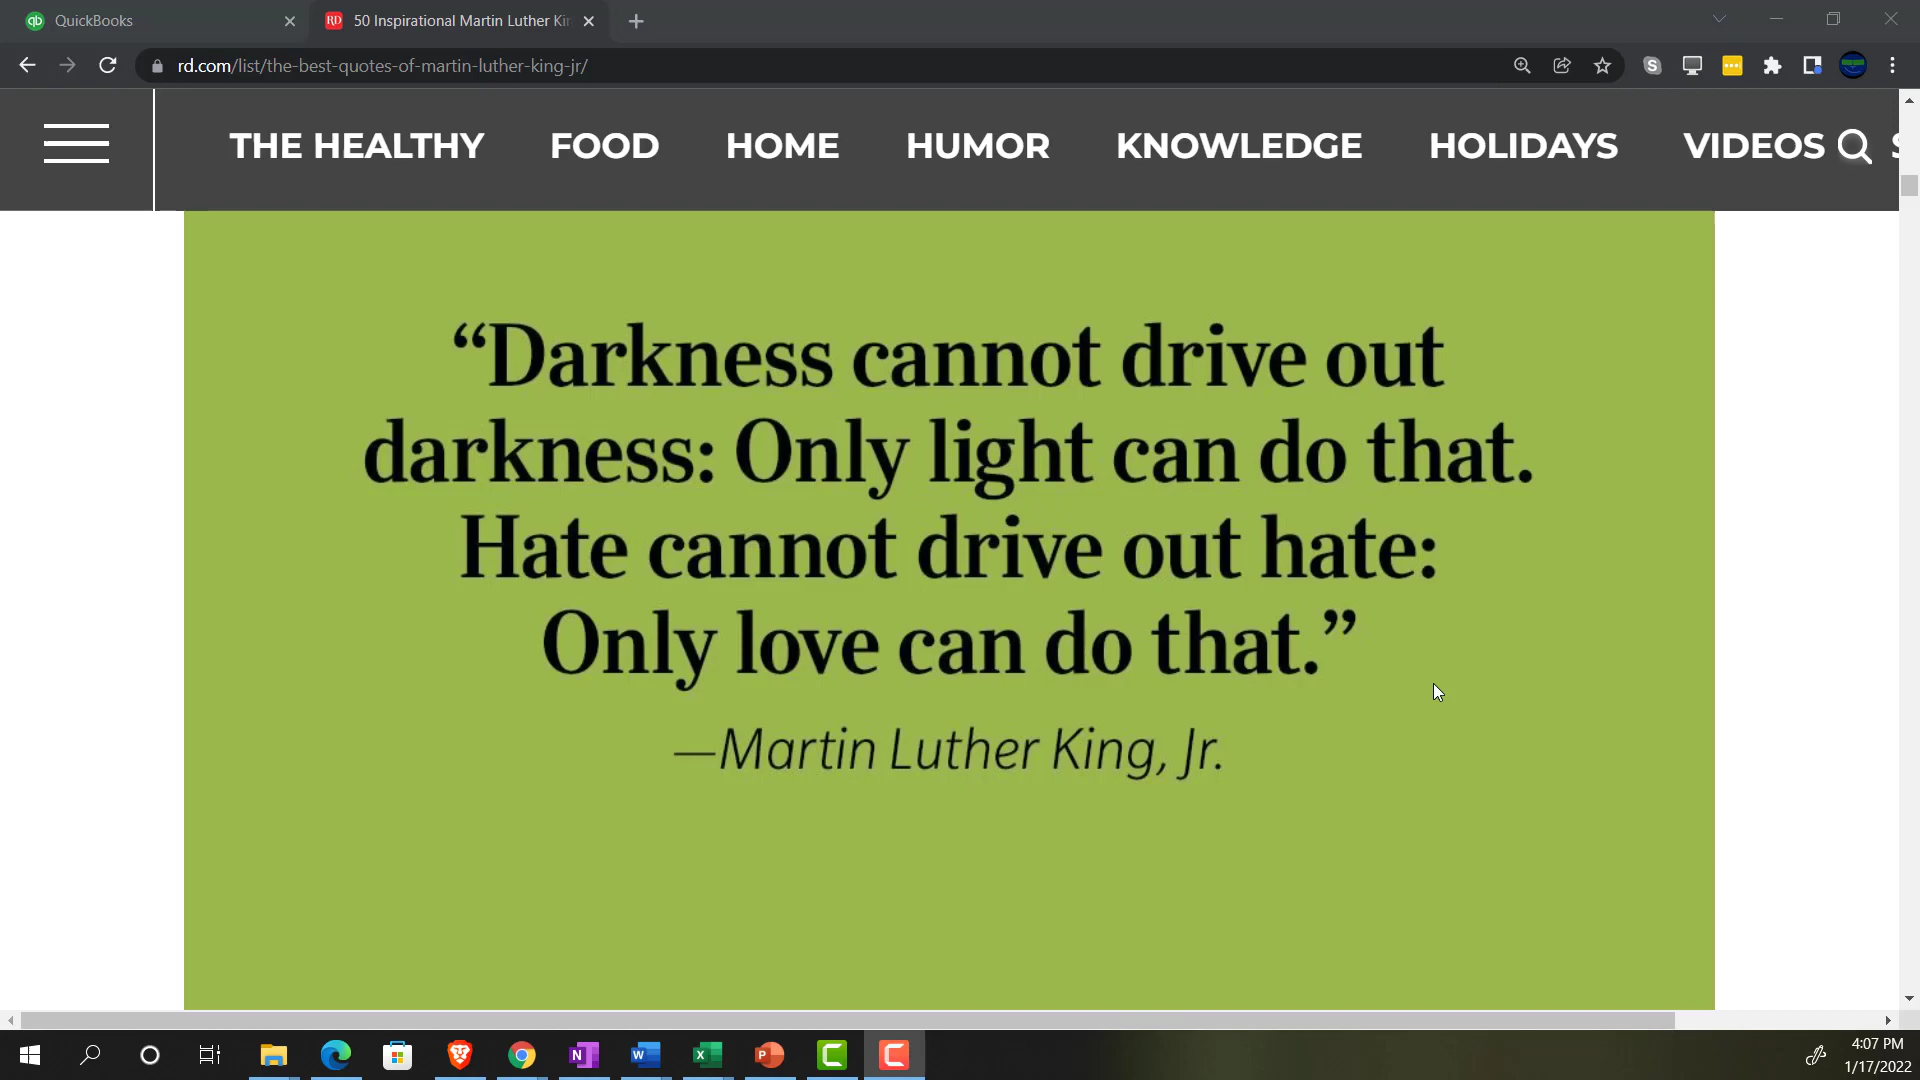 QuickBooks
50 Inspirational Martin Luther Kin
rd.com/list/the-best-quotes-of-martin-luther-king-jr/
THE HEALTHY FOOD HOME HUMOR KNOWLEDGE HOLIDAYS VIDEOS S
“Darkness cannot drive out
darkness: Only light can do that.
Hate cannot drive out hate:
Only love can do that.”
—Martin Luther King, Jr.
4:07 PM
1/17/2022